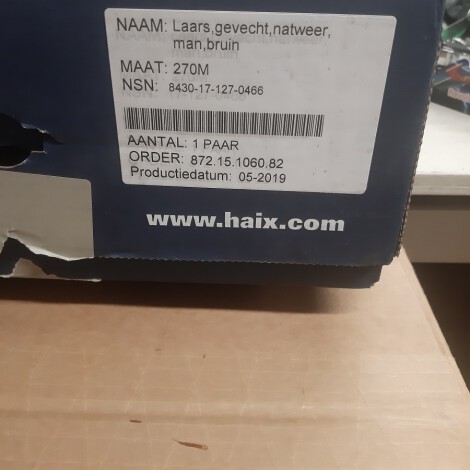 NAAM: Laars,gevecht,natweer,
man,bruin
MAAT: 270M
NSN: 8430-17-127-0466
AANTAL: 1 PAAR
ORDER: 872.15.1060.82
Productiedatum: 05-2019
www.haix.com